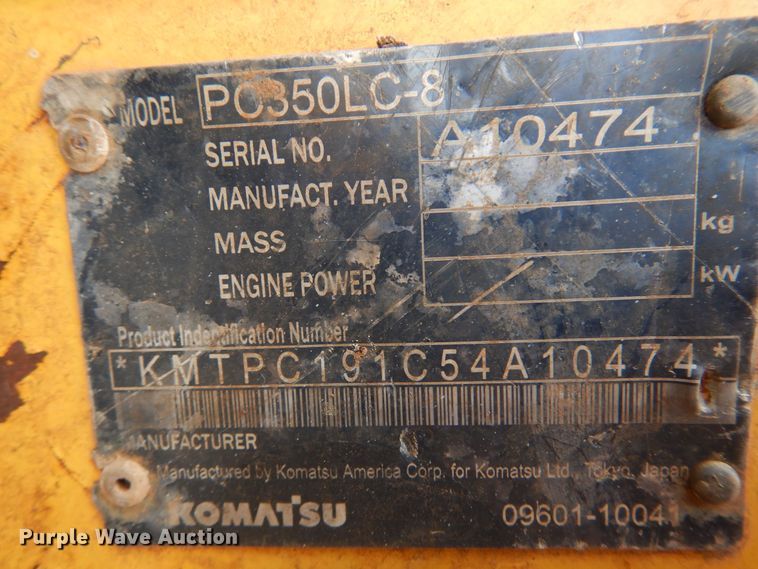 MODEL PC350LC-8
SERIAL NO. A10474
MANUFACT. YEAR
MASS kg
ENGINE POWER kW
Product Indentification Number
*KMTPC191C54A10474*
MANUFACTURER
Manufactured by Komatsu America Corp. for Komatsu Ltd., Tokyo, Japan
KOMATSU 09601-10041
Purple Wave Auction